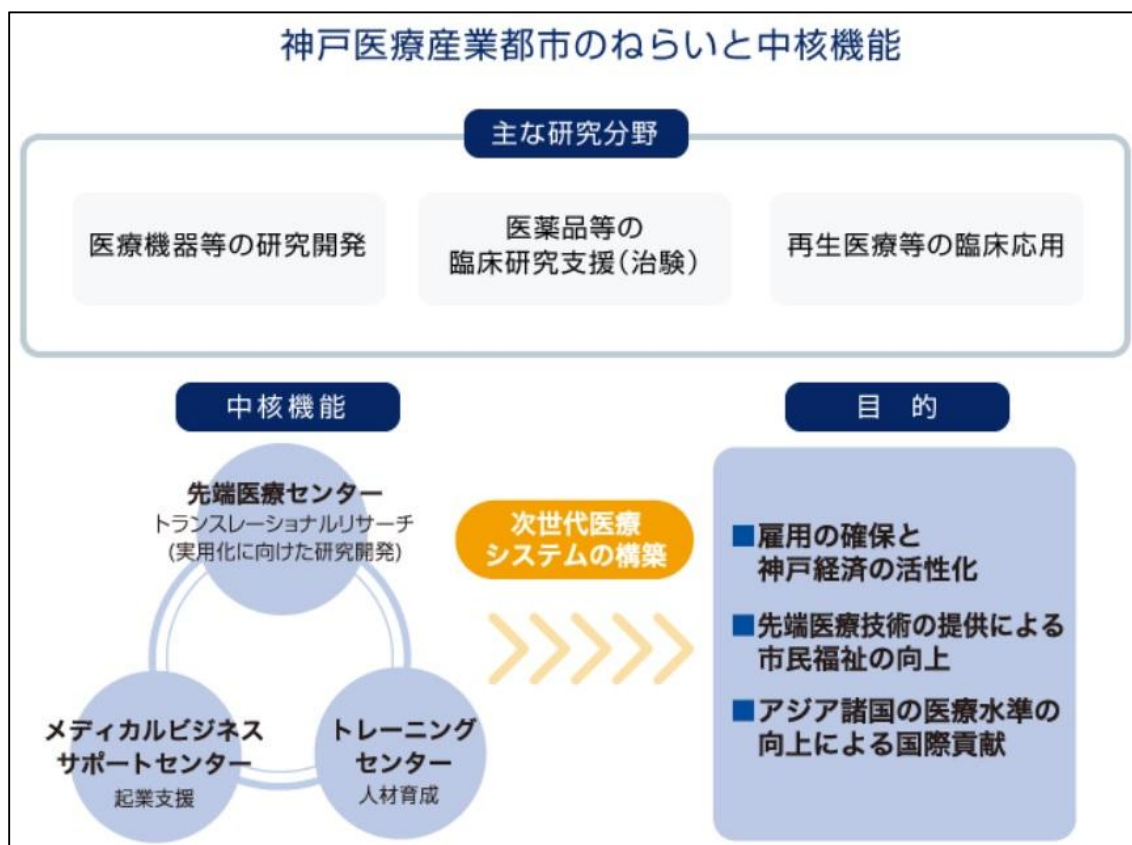 神戸医療産業都市のねらいと中核機能
主な研究分野
医療機器等の研究開発
医薬品等の
臨床研究支援(治験)
再生医療等の臨床応用
中核機能
先端医療センター
トランスレーショナルリサーチ
(実用化に向けた研究開発)
メディカルビジネス
サポートセンター
起業支援
トレーニング
センター
人材育成
次世代医療
システムの構築
目 的
■雇用の確保と
神戸経済の活性化
■先端医療技術の提供による
市民福祉の向上
■アジア諸国の医療水準の
向上による国際貢献